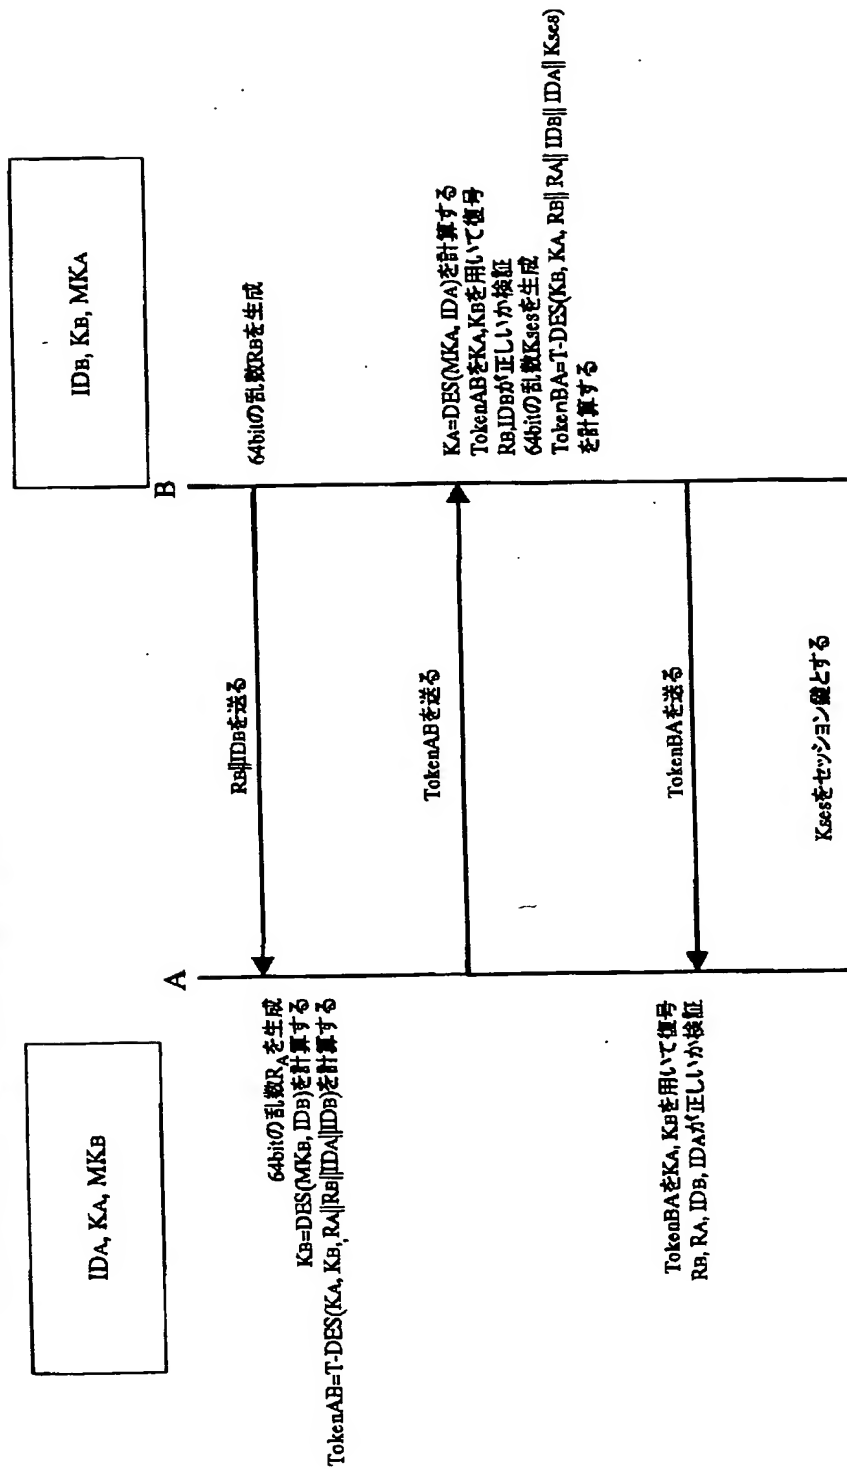 IDA, KA, MKB
IDB, KB, MKA
A
B
64bitの乱数RBを生成
RB||IDBを送る
64bitの乱数RAを生成
KB=DES(MKB, IDB)を計算する
TokenAB=T-DES(KA, KB, RA||RB||IDA||IDB)を計算する
TokenABを送る
KA=DES(MKA, IDA)を計算する
TokenABをKA,KBを用いて復号
RB,IDBが正しいか検証
64bitの乱数Ksesを生成
TokenBA=T-DES(KB, KA, RB|| RA|| IDB|| IDA|| Kses)
を計算する
TokenBAを送る
TokenBAをKA, KBを用いて復号
RB, RA, IDB, IDAが正しいか検証
Ksesをセッション鍵とする